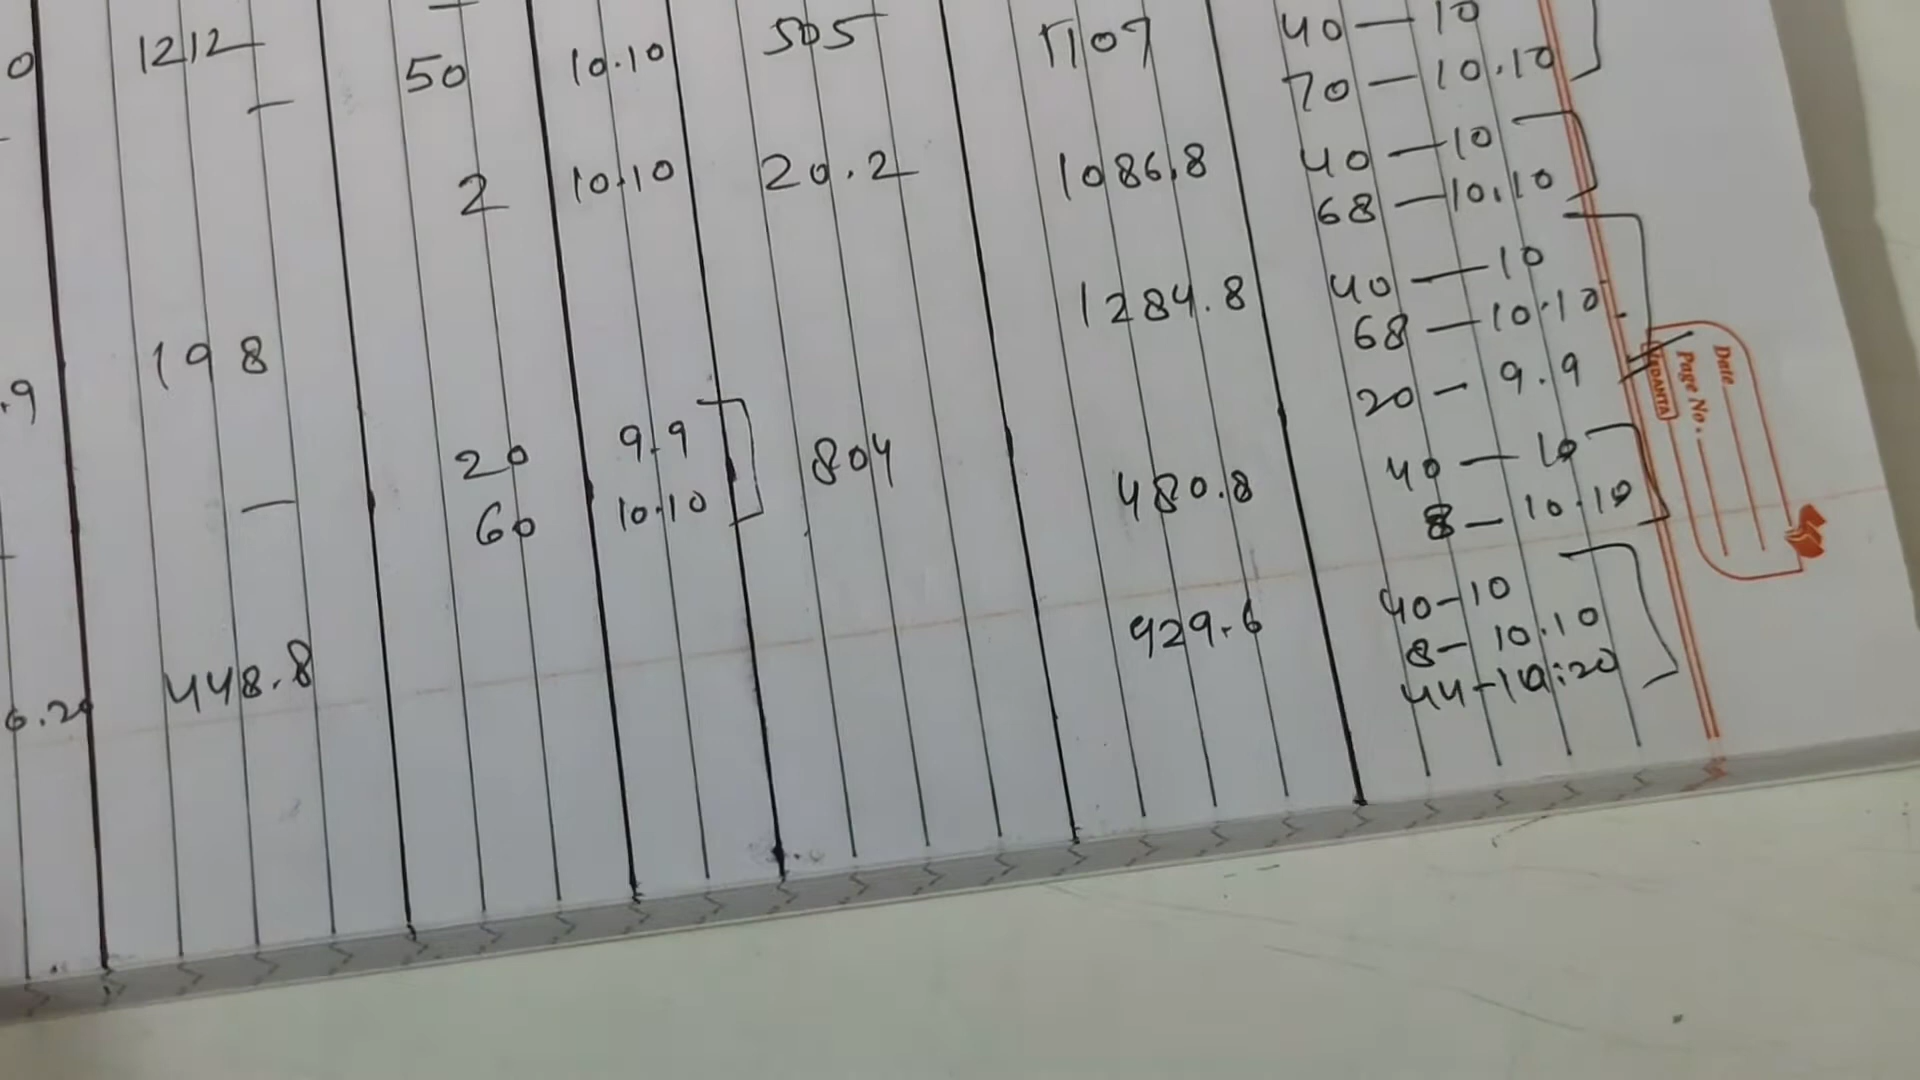 0 1212 50 10.10 505 1107 40 — 10
70 — 10.10
— 2 10.10 20.2 1086.8 40 — 10
68 — 10.10
.9 198 1284.8 40 — 10
68 — 10.10
20 — 9.9
— 20 9.9 804 480.8 40 — 10
60 10.10 8 — 10.10
6.20 448.8 929.6 40 - 10
8 - 10.10
44 - 10.20
Date
Page No.
VEDANTA